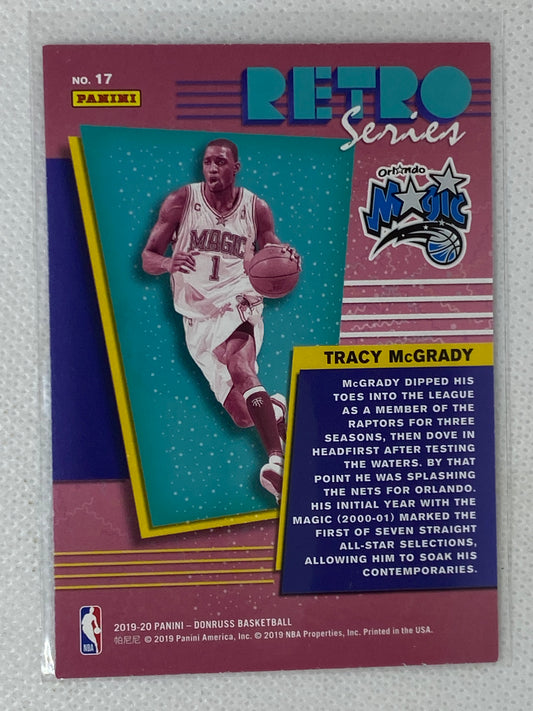 NO. 17
PANINI
RETRO
Series
Orlando
Magic
MAGIC
1
TRACY McGRADY
McGRADY DIPPED HIS
TOES INTO THE LEAGUE
AS A MEMBER OF THE
RAPTORS FOR THREE
SEASONS, THEN DOVE IN
HEADFIRST AFTER TESTING
THE WATERS. BY THAT
POINT HE WAS SPLASHING
THE NETS FOR ORLANDO.
HIS INITIAL YEAR WITH THE
MAGIC (2000-01) MARKED THE
FIRST OF SEVEN STRAIGHT
ALL-STAR SELECTIONS,
ALLOWING HIM TO SOAK HIS
CONTEMPORARIES.
NBA
2019-20 PANINI – DONRUSS BASKETBALL
帕尼尼 © 2019 Panini America, Inc. © 2019 NBA Properties, Inc. Printed in the USA.